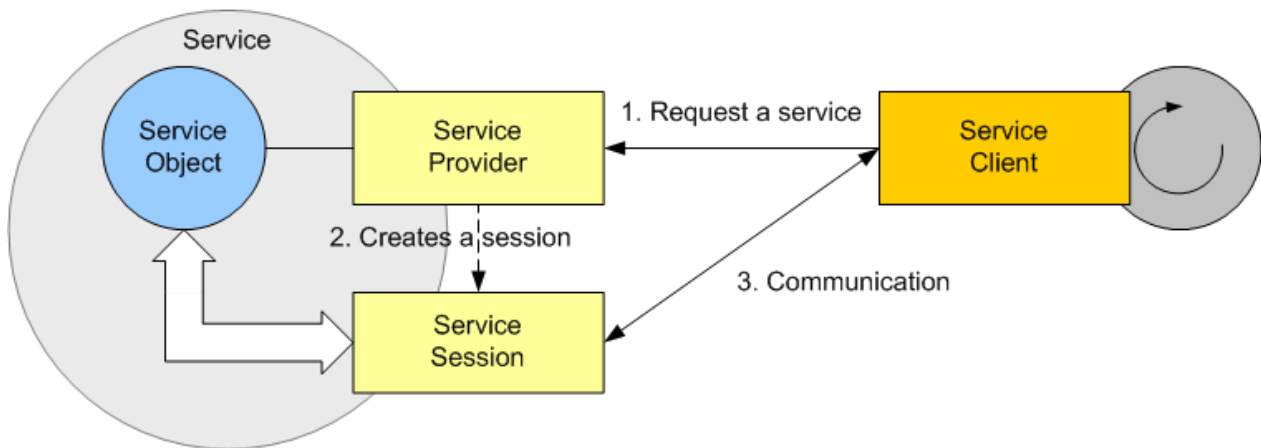 Service
Service
Object
Service
Provider
1. Request a service
Service
Client
2. Creates a session
3. Communication
Service
Session